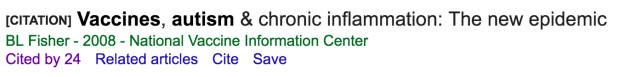 [CITATION] Vaccines, autism & chronic inflammation: The new epidemic
BL Fisher - 2008 - National Vaccine Information Center
Cited by 24 Related articles Cite Save